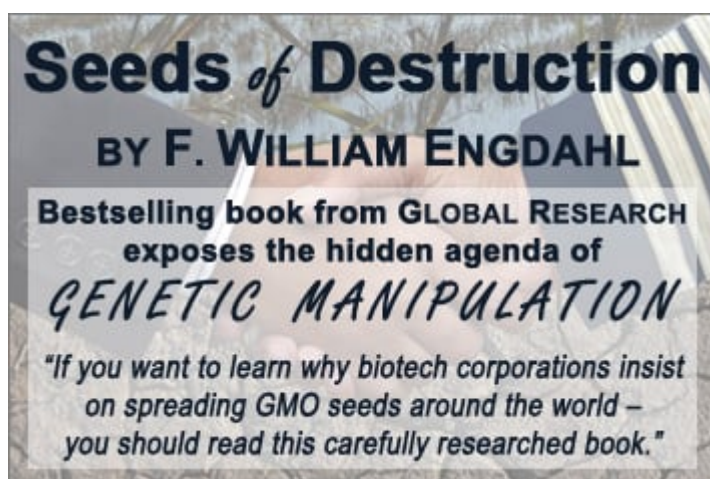 Seeds of Destruction
BY F. WILLIAM ENGDAHL
Bestselling book from GLOBAL RESEARCH
exposes the hidden agenda of
GENETIC MANIPULATION
“If you want to learn why biotech corporations insist
on spreading GMO seeds around the world –
you should read this carefully researched book.”